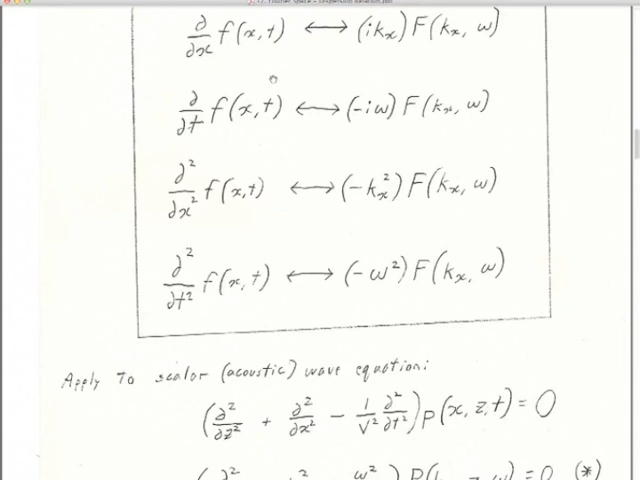 ∂/∂x f(x,t) ⟷ (ik_x) F(k_x, ω)
∂/∂t f(x,t) ⟷ (-iω) F(k_x, ω)
∂²/∂x² f(x,t) ⟷ (-k_x²) F(k_x, ω)
∂²/∂t² f(x,t) ⟷ (-ω²) F(k_x, ω)
Apply To scalar (acoustic) wave equation:
(∂²/∂z² + ∂²/∂x² - 1/V² ∂²/∂t²) P(x,z,t) = 0